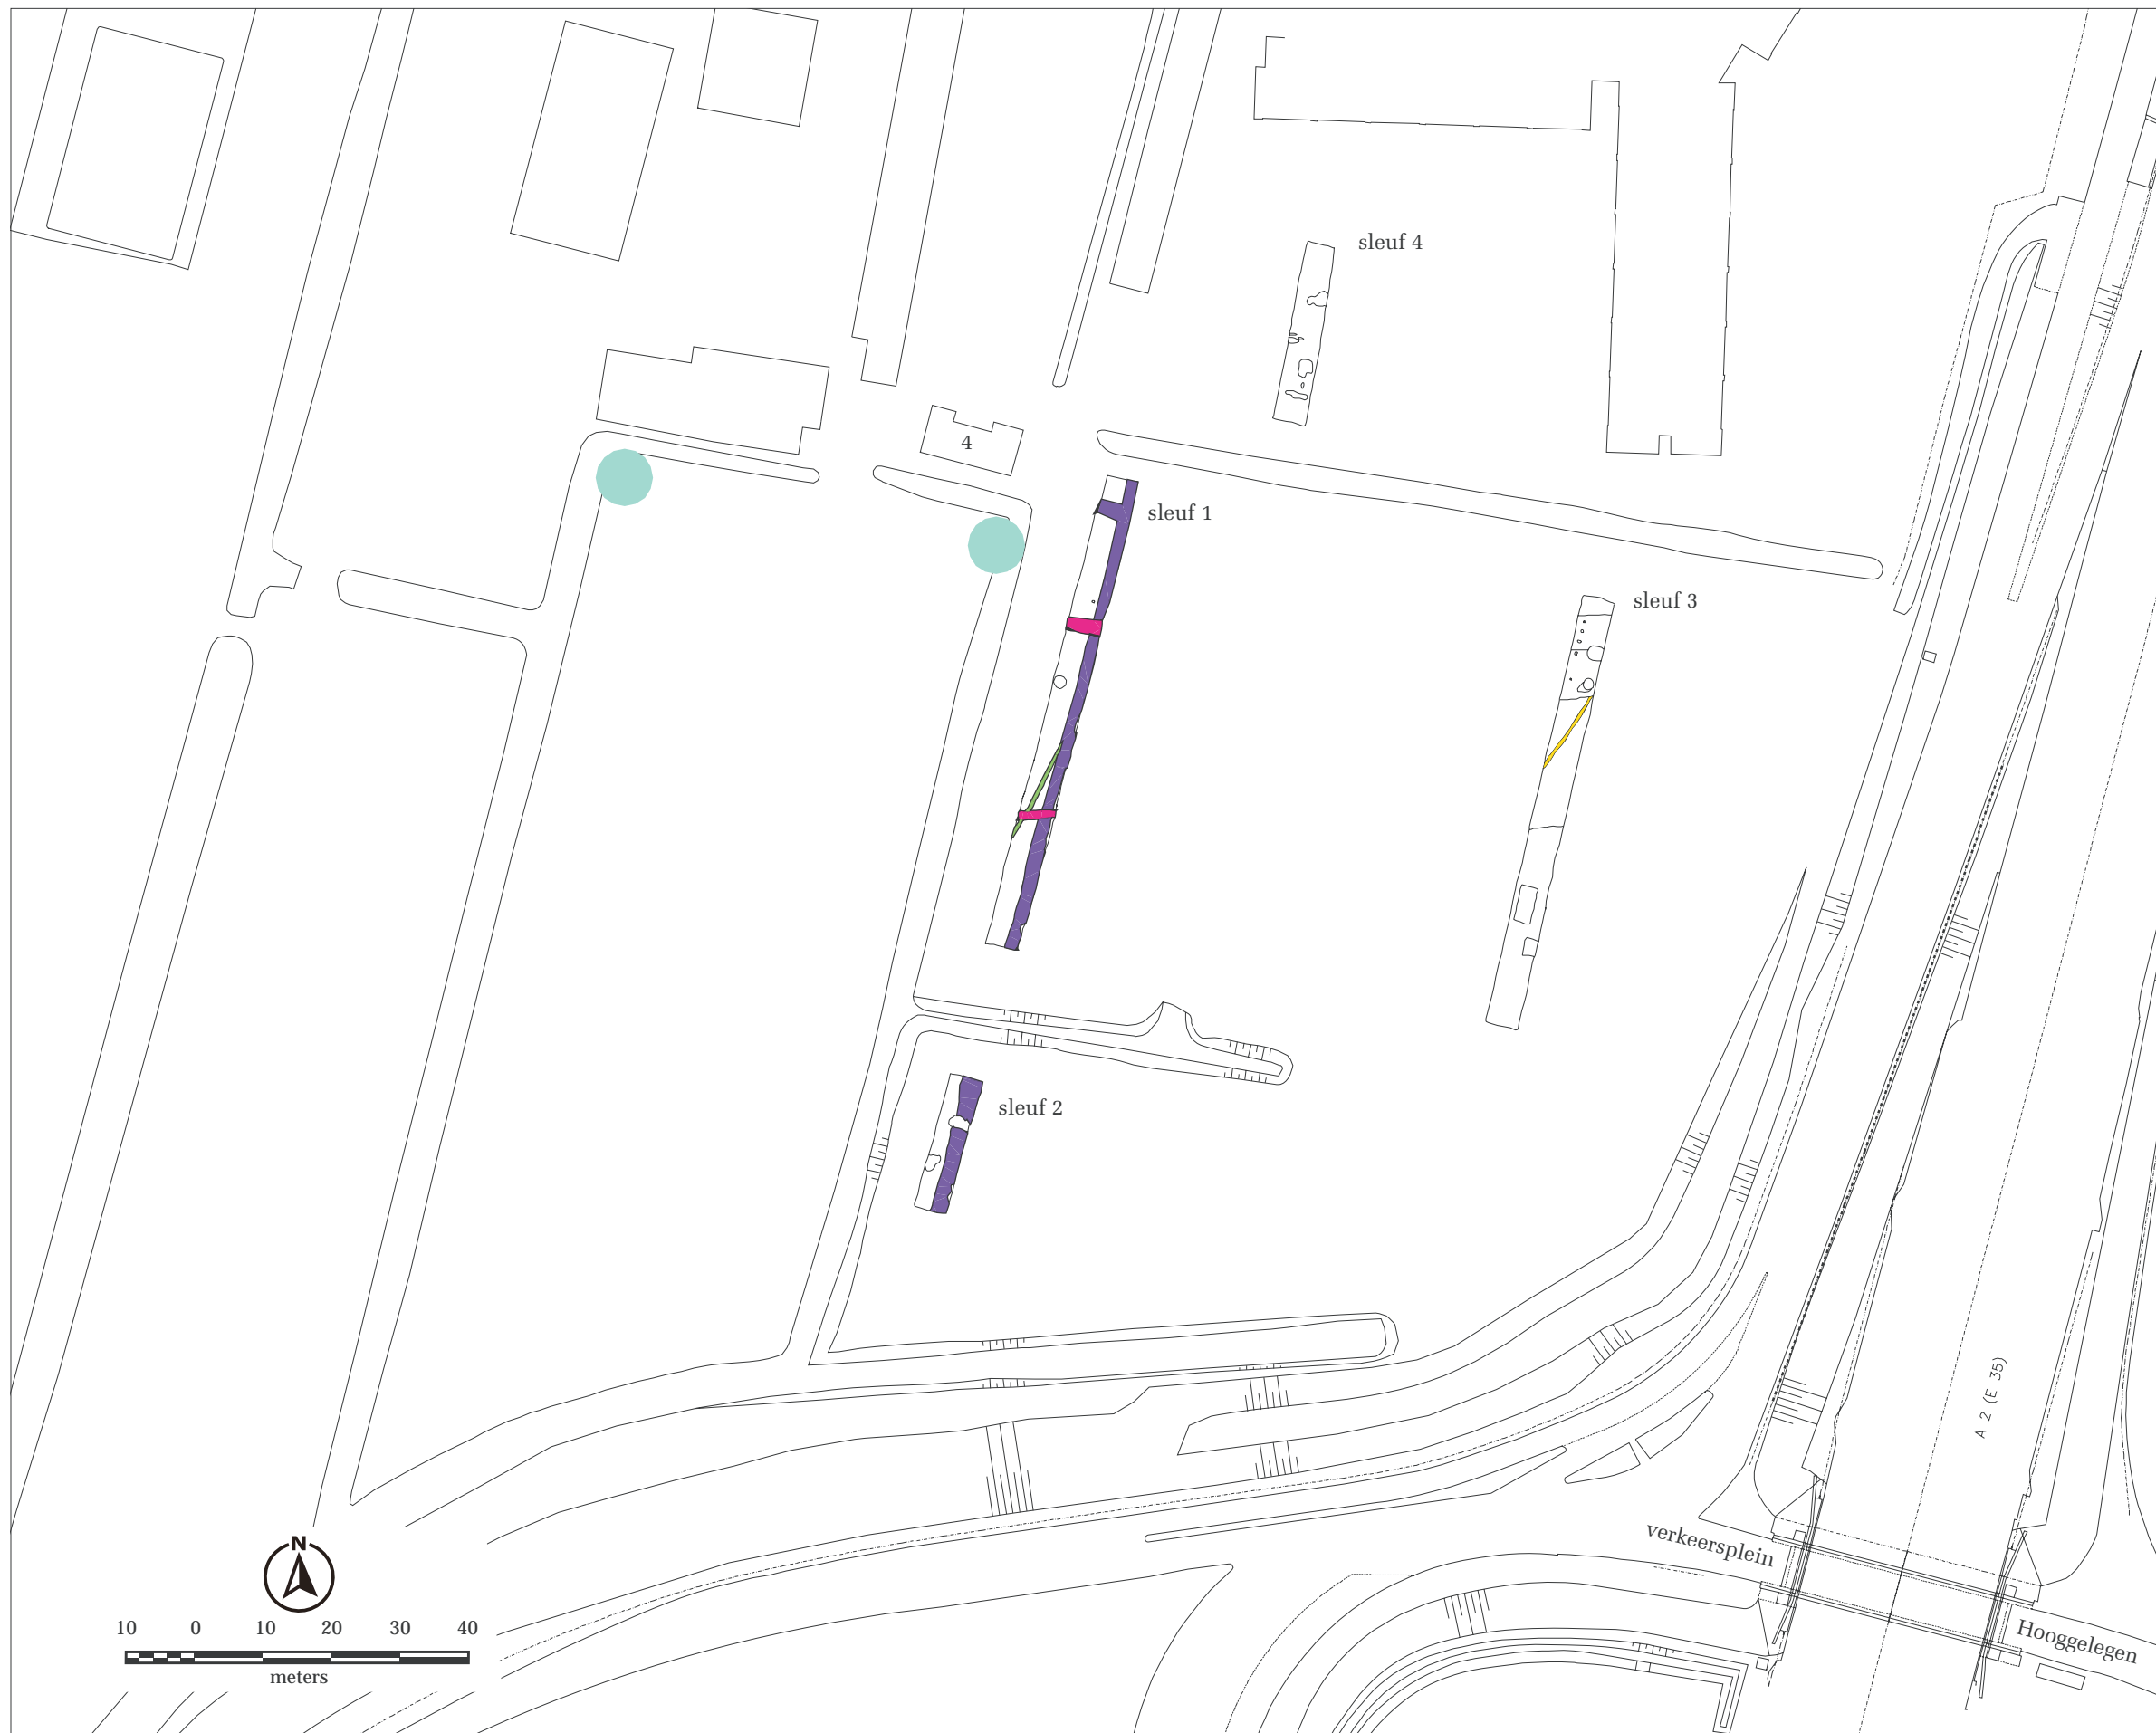 sleuf 4
4
sleuf 1
sleuf 3
sleuf 2
A 2 (E 35)
verkeersplein
Hooggelegen
N
10 0 10 20 30 40
meters